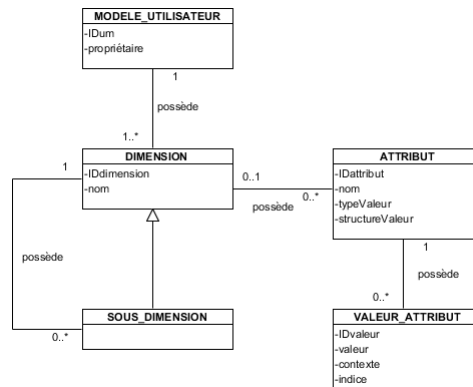 MODELE_UTILISATEUR
-IDum
-propriétaire
1
possède
1..*
DIMENSION
-IDdimension
-nom
1
possède
0..*
SOUS_DIMENSION
0..1
possède
0..*
ATTRIBUT
-IDattribut
-nom
-typeValeur
-structureValeur
1
possède
0..*
VALEUR_ATTRIBUT
-IDvaleur
-valeur
-contexte
-indice